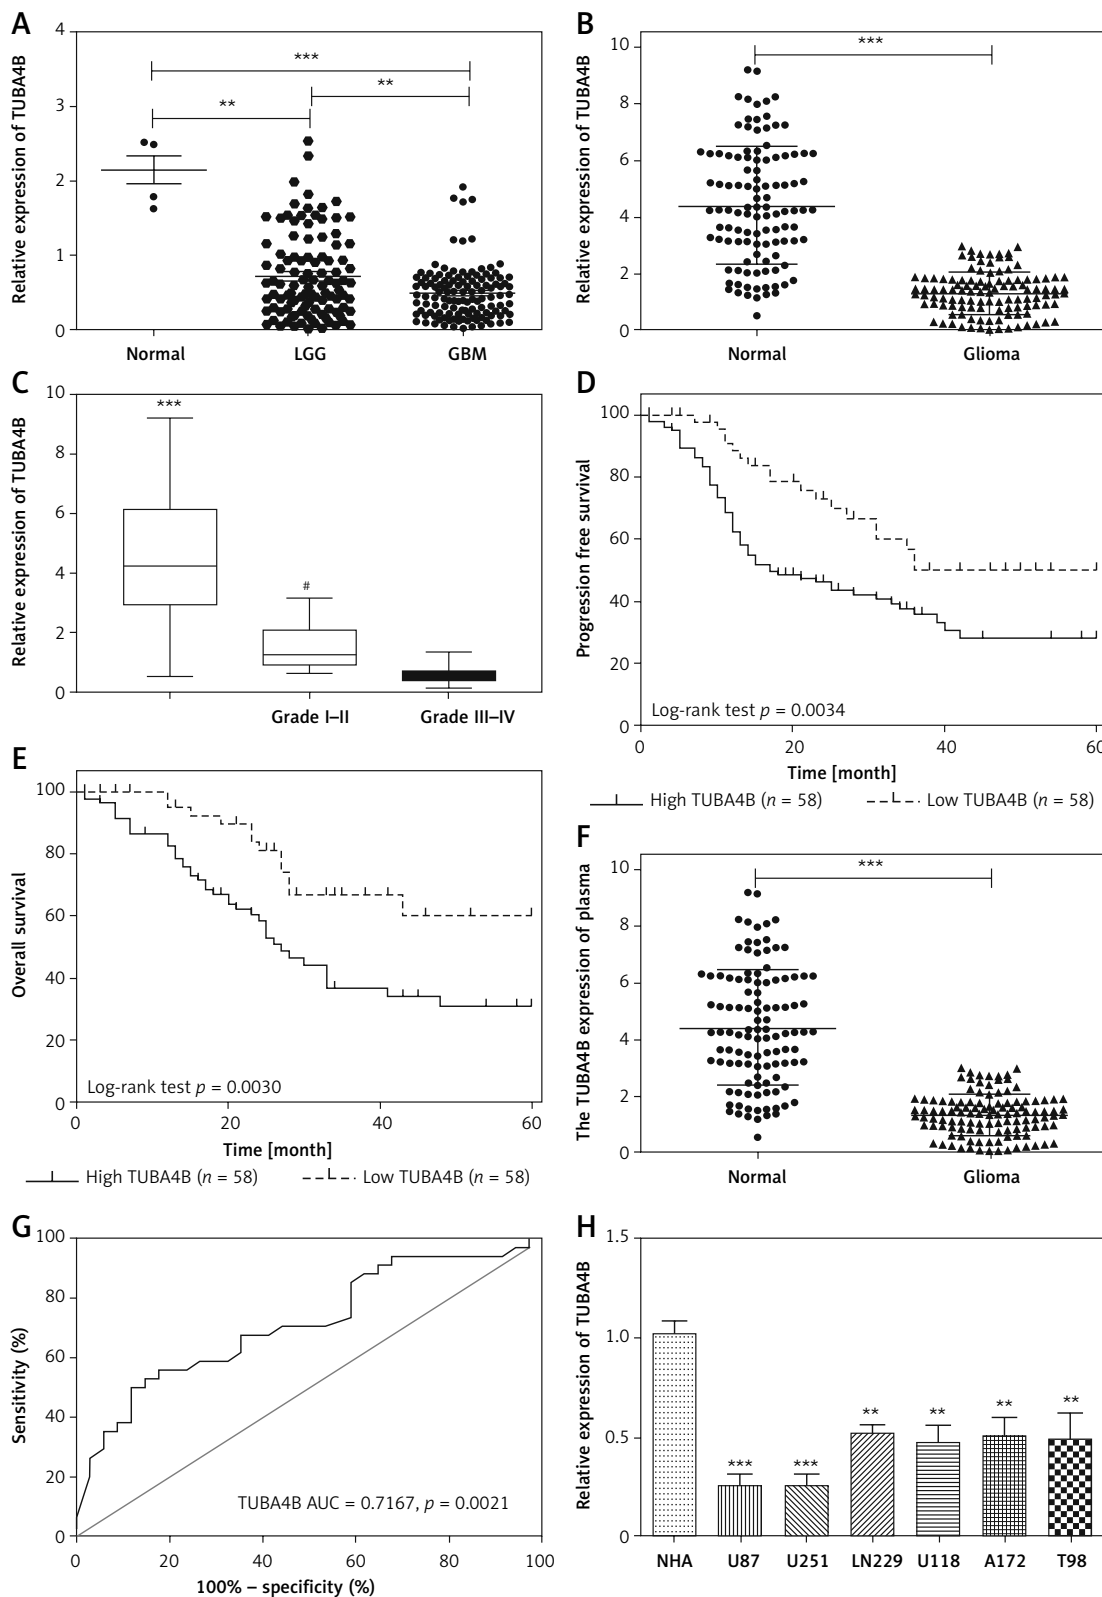 A
Relative expression of TUBA4B
4
3
2
1
0
***
**
**
Normal LGG GBM
B
Relative expression of TUBA4B
10
8
6
4
2
0
***
Normal Glioma
C
Relative expression of TUBA4B
10
8
6
4
2
0
***
#
Grade I–II Grade III–IV
D
Progression free survival
100
80
60
40
20
0
Log-rank test p = 0.0034
0 20 40 60
Time [month]
High TUBA4B (n = 58) Low TUBA4B (n = 58)
E
Overall survival
100
80
60
40
20
0
Log-rank test p = 0.0030
0 20 40 60
Time [month]
High TUBA4B (n = 58) Low TUBA4B (n = 58)
F
The TUBA4B expression of plasma
10
8
6
4
2
0
***
Normal Glioma
G
Sensitivity (%)
100
80
60
40
20
0
TUBA4B AUC = 0.7167, p = 0.0021
0 20 40 60 80 100
100% – specificity (%)
H
Relative expression of TUBA4B
1.5
1.0
0.5
0
*** *** ** ** ** **
NHA U87 U251 LN229 U118 A172 T98